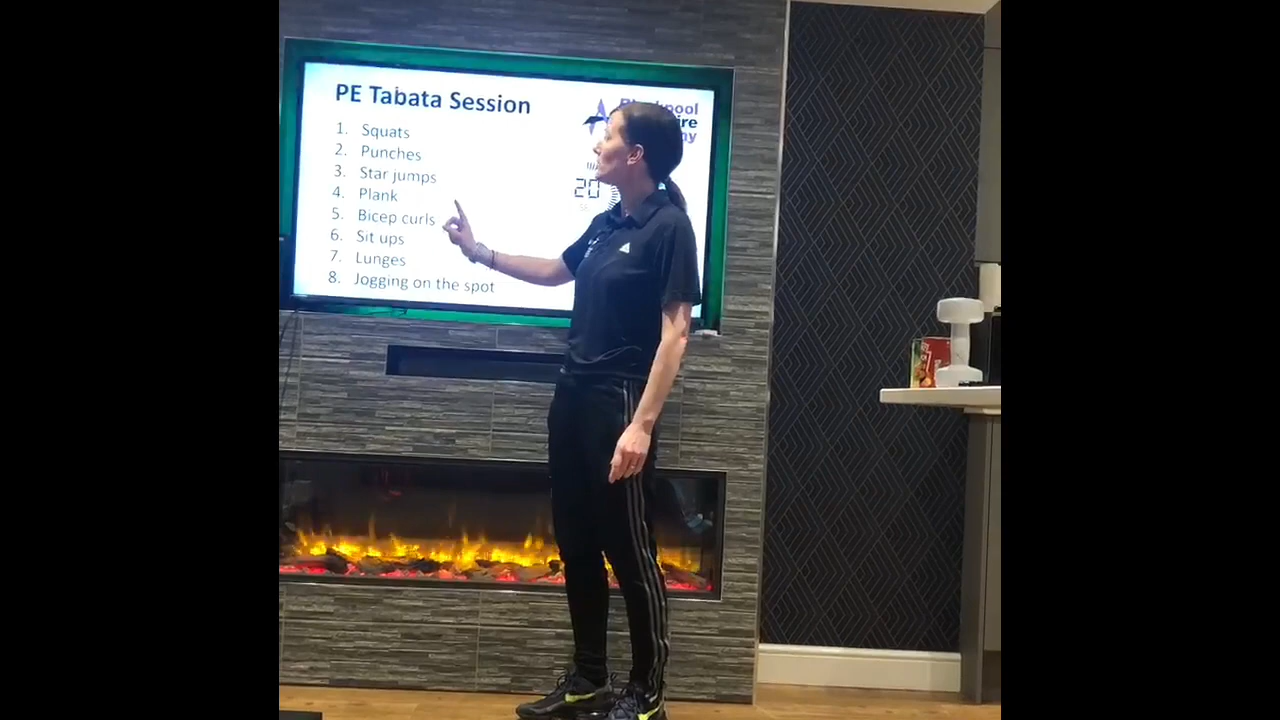 PE Tabata Session
1. Squats
2. Punches
3. Star jumps
4. Plank
5. Bicep curls
6. Sit ups
7. Lunges
8. Jogging on the spot
20